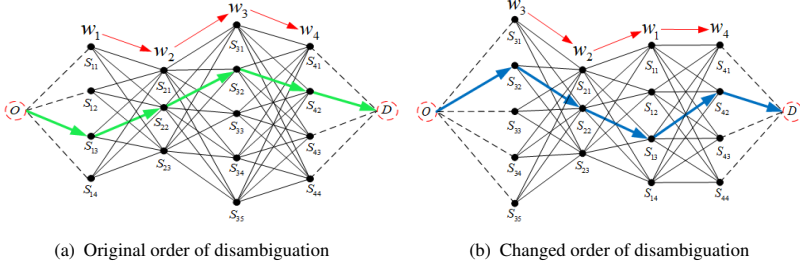 w₁ w₂ w₃ w₄
O S₁₁ S₁₂ S₁₃ S₁₄
S₂₁ S₂₂ S₂₃
S₃₁ S₃₂ S₃₃ S₃₄ S₃₅
S₄₁ S₄₂ S₄₃ S₄₄ D
(a) Original order of disambiguation
w₃ w₂ w₁ w₄
O S₃₁ S₃₂ S₃₃ S₃₄ S₃₅
S₂₁ S₂₂ S₂₃
S₁₁ S₁₂ S₁₃ S₁₄
S₄₁ S₄₂ S₄₃ S₄₄ D
(b) Changed order of disambiguation